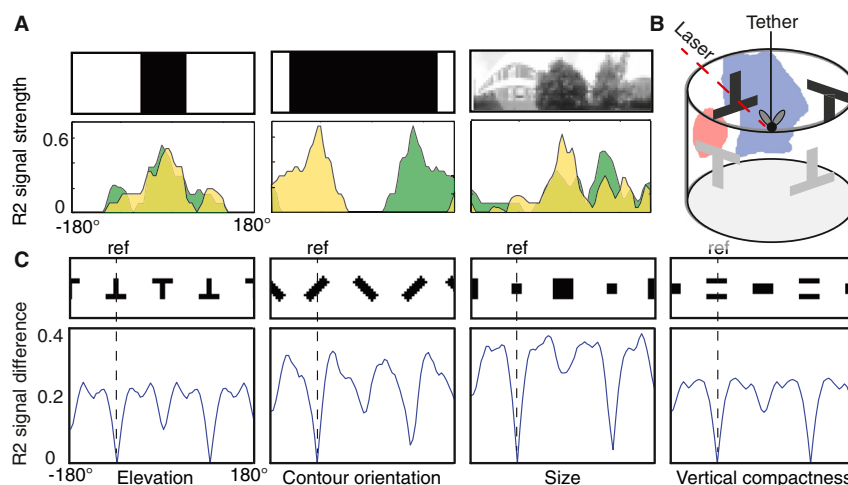 A
B
Tether
Laser
R2 signal strength
0.6
0
-180°
180°
C
ref
ref
ref
ref
R2 signal difference
0.4
0.2
0
-180°
Elevation
180°
Contour orientation
Size
Vertical compactness